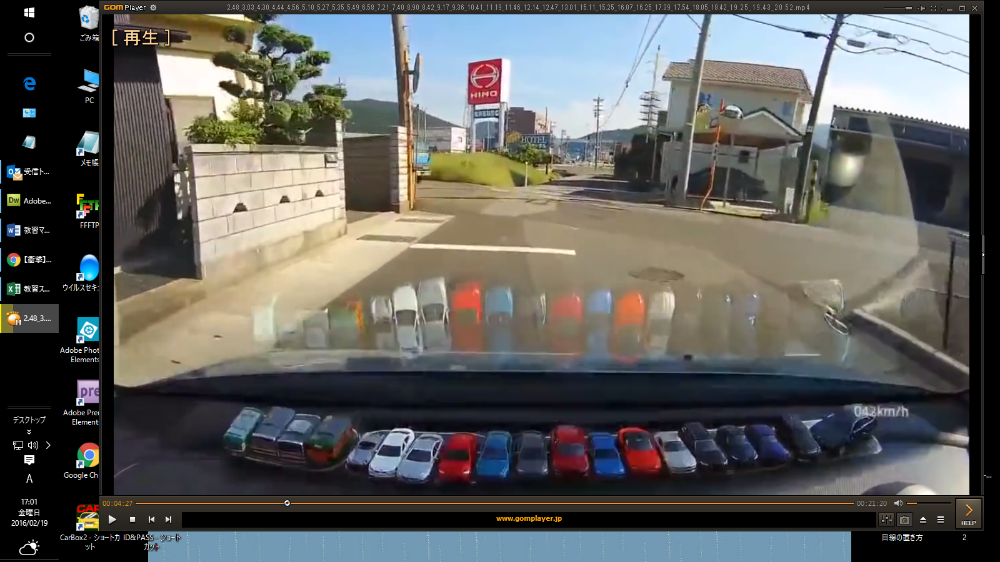 GOM Player
2.48_3.03_4.30_4.44_4.56_5.10_5.27_5.35_5.49_6.58_7.21_7.40_8.90_8.42_9.17_9.36_10.41_11.19_11.46_12.14_12.47_13.01_15.11_15.25_16.07_16.25_17.39_17.54_18.05_18.42_19.25_19.43_20.52.mp4
[ 再生 ]
HINO
HOTEL
042km/h
00:04:27
00:21:20
www.gomplayer.jp
HELP
ごみ箱
PC
メモ帳
FFFTP
ウイルスセキュ
Adobe Phot
Elements
Adobe Prem
Element
Google Ch
CarBox2 - ショートカ
ット
ID&PASS - ショート
カット
目線の置き方
2
受信ト...
Adobe...
教習マ...
【衝撃】...
教習ス...
2.48_3....
デスクトップ
A
17:01
金曜日
2016/02/19